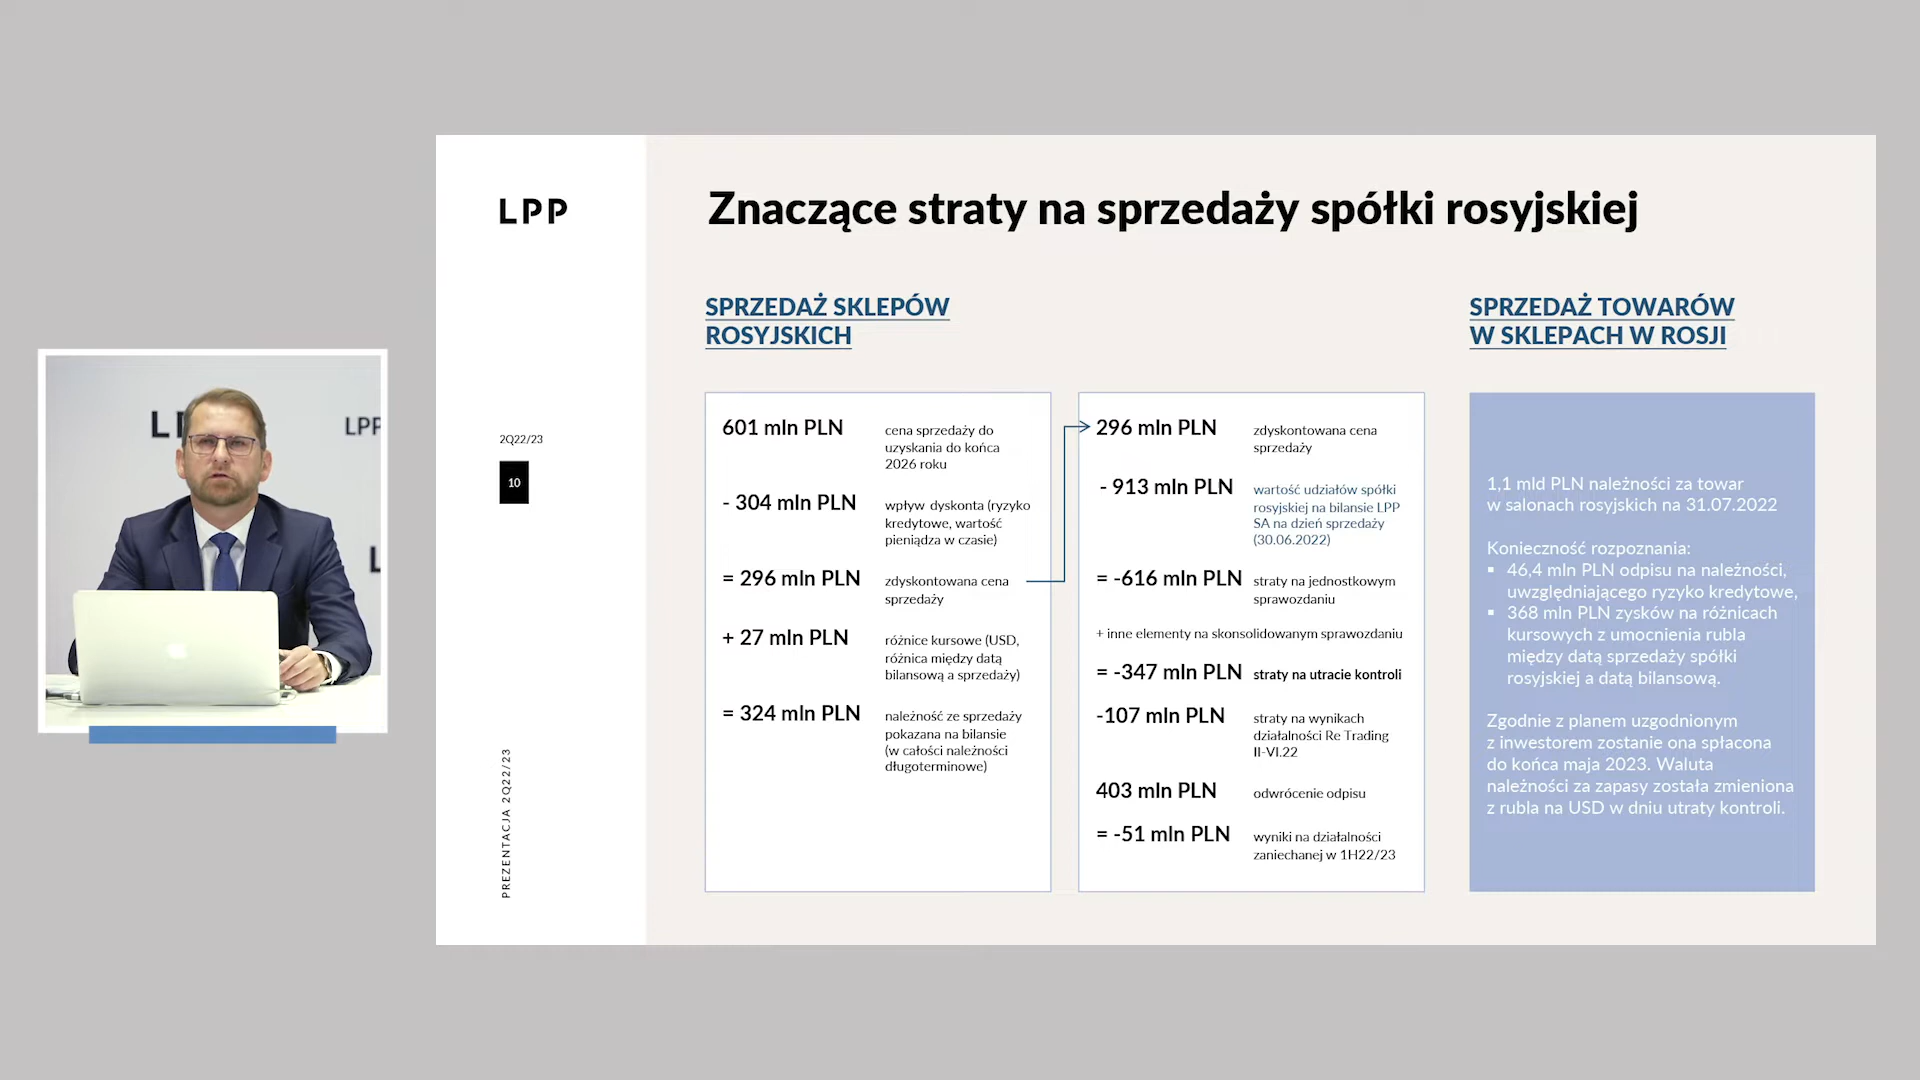 LPP
Znaczące straty na sprzedaży spółki rosyjskiej
SPRZEDAŻ SKLEPÓW
ROSYJSKICH
601 mln PLN
cena sprzedaży do
uzyskania do końca
2026 roku
- 304 mln PLN
wpływ dyskonta (ryzyko
kredytowe, wartość
pieniądza w czasie)
= 296 mln PLN
zdyskontowana cena
sprzedaży
+ 27 mln PLN
różnice kursowe (USD,
różnica między datą
bilansową a sprzedaży)
= 324 mln PLN
należność ze sprzedaży
pokazana na bilansie
(w całości należności
długoterminowe)
296 mln PLN
zdyskontowana cena
sprzedaży
- 913 mln PLN
wartość udziałów spółki
rosyjskiej na bilansie LPP
SA na dzień sprzedaży
(30.06.2022)
= -616 mln PLN
straty na jednostkowym
sprawozdaniu
+ inne elementy na skonsolidowanym sprawozdaniu
= -347 mln PLN
straty na utracie kontroli
-107 mln PLN
straty na wynikach
działalności Re Trading
II-VI.22
403 mln PLN
odwrócenie odpisu
= -51 mln PLN
wyniki na działalności
zaniechanej w 1H22/23
SPRZEDAŻ TOWARÓW
W SKLEPACH W ROSJI
1,1 mld PLN należności za towar
w salonach rosyjskich na 31.07.2022
Konieczność rozpoznania:
▪ 46,4 mln PLN odpisu na należności,
uwzględniającego ryzyko kredytowe,
▪ 368 mln PLN zysków na różnicach
kursowych z umocnienia rubla
między datą sprzedaży spółki
rosyjskiej a datą bilansową.
Zgodnie z planem uzgodnionym
z inwestorem zostanie ona spłacona
do końca maja 2023. Waluta
należności za zapasy została zmieniona
z rubla na USD w dniu utraty kontroli.
2Q22/23
10
PREZENTACJA 2Q22/23
LPP